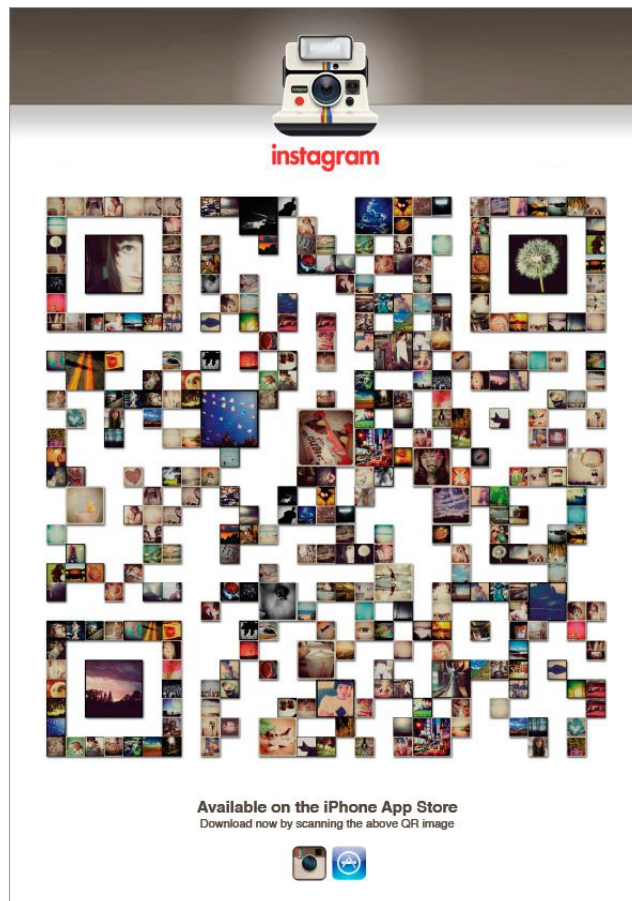 instagram
Available on the iPhone App Store
Download now by scanning the above QR image